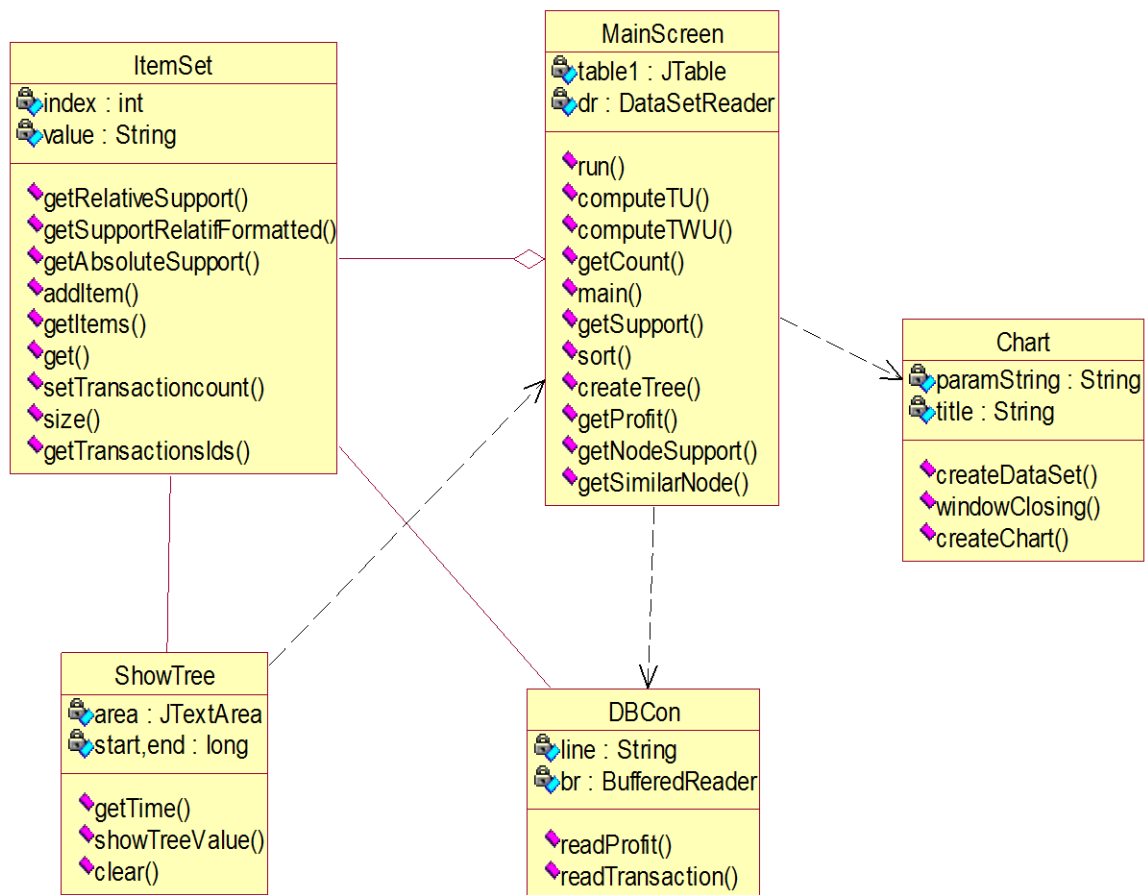 ItemSet
index : int
value : String
getRelativeSupport()
getSupportRelatifFormatted()
getAbsoluteSupport()
addItem()
getItems()
get()
setTransactioncount()
size()
getTransactionsIds()
MainScreen
table1 : JTable
dr : DataSetReader
run()
computeTU()
computeTWU()
getCount()
main()
getSupport()
sort()
createTree()
getProfit()
getNodeSupport()
getSimilarNode()
Chart
paramString : String
title : String
createDataSet()
windowClosing()
createChart()
ShowTree
area : JTextArea
start,end : long
getTime()
showTreeValue()
clear()
DBCon
line : String
br : BufferedReader
readProfit()
readTransaction()